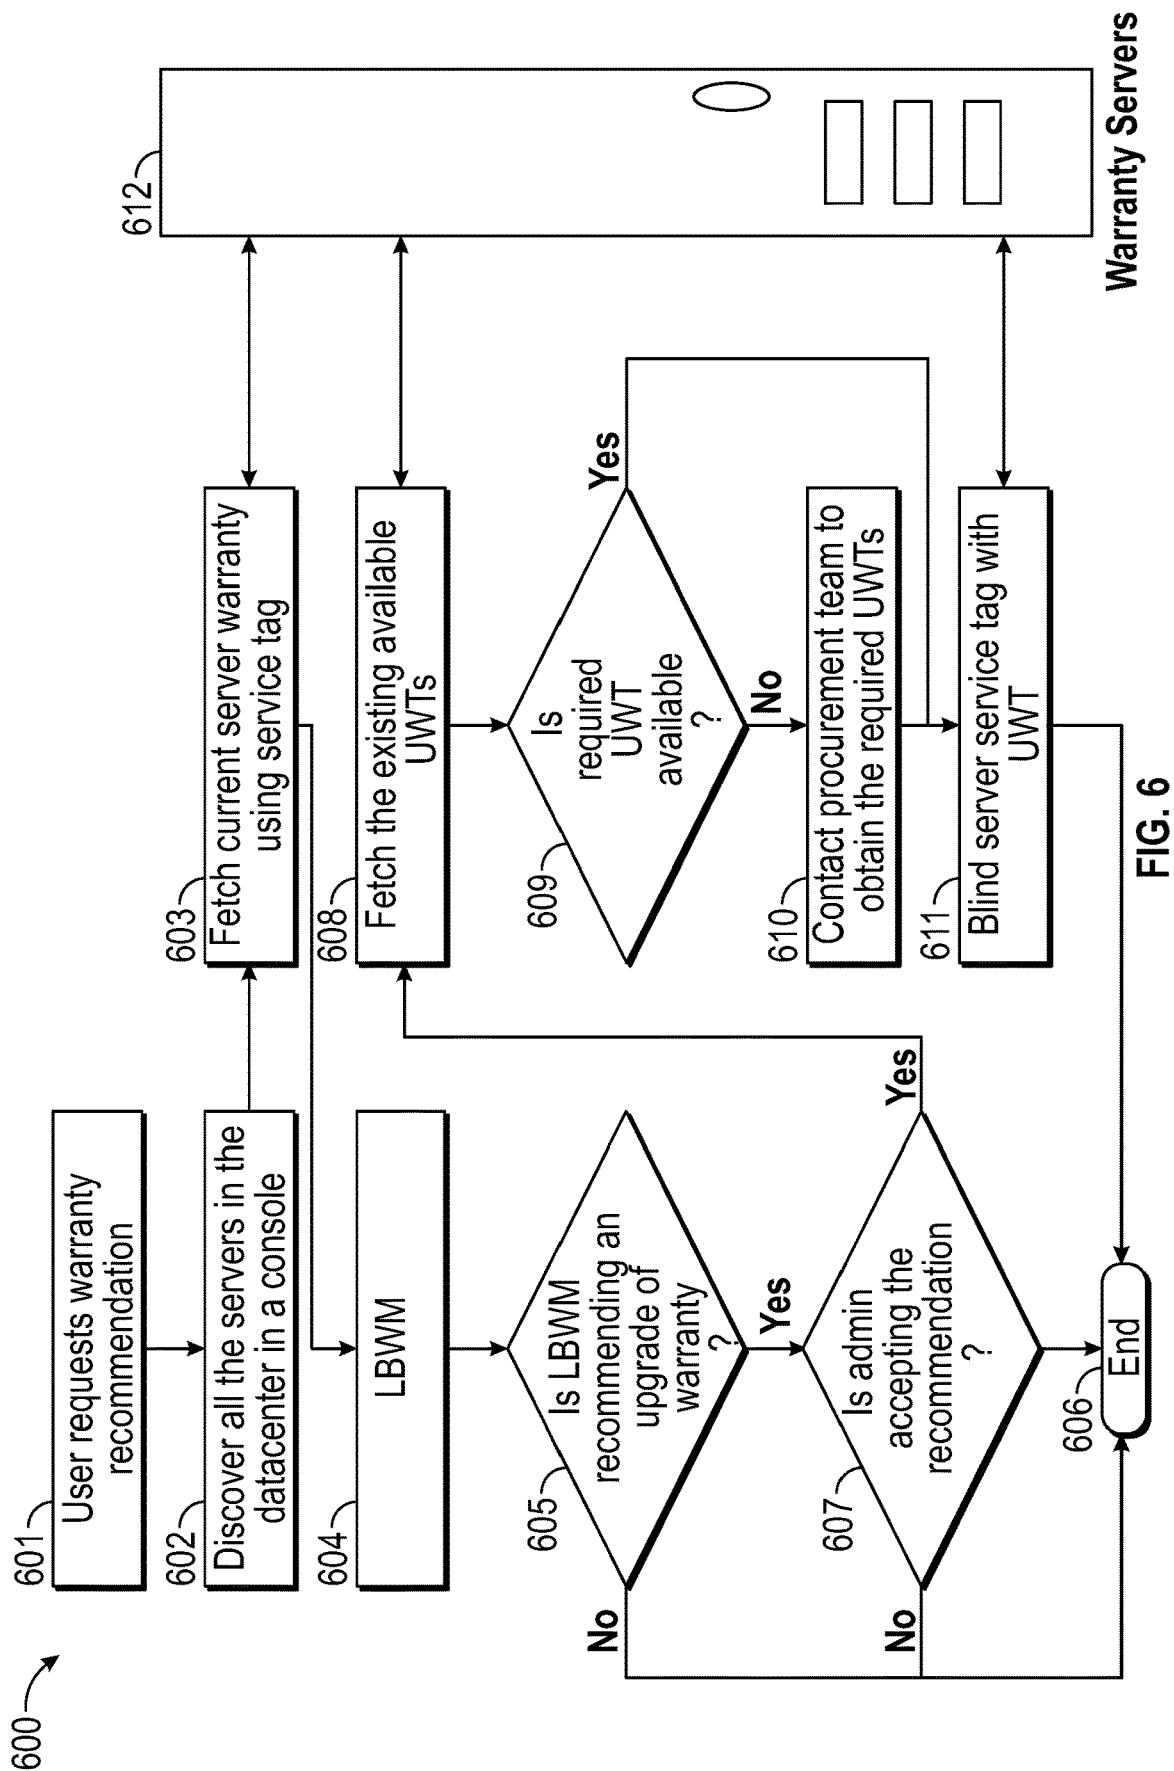 600
601
User requests warranty
recommendation
602
Discover all the servers in the
datacenter in a console
603
Fetch current server warranty
using service tag
604
LBWM
605
Is LBWM
recommending an
upgrade of
warranty
?
No
Yes
607
Is admin
accepting the
recommendation
?
No
Yes
606
End
608
Fetch the existing available
UWTs
609
Is
required
UWT
available
?
Yes
No
610
Contact procurement team to
obtain the required UWTs
611
Blind server service tag with
UWT
612
Warranty Servers
FIG. 6